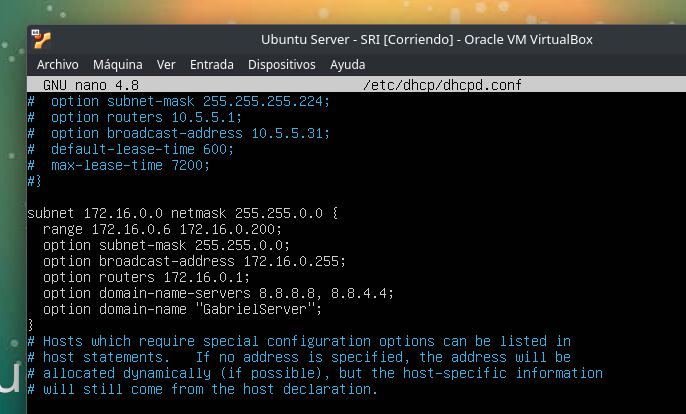 Ubuntu Server - SRI [Corriendo] - Oracle VM VirtualBox
Archivo Máquina Ver Entrada Dispositivos Ayuda
GNU nano 4.8 /etc/dhcp/dhcpd.conf
#  option subnet-mask 255.255.255.224;
#  option routers 10.5.5.1;
#  option broadcast-address 10.5.5.31;
#  default-lease-time 600;
#  max-lease-time 7200;
#}
subnet 172.16.0.0 netmask 255.255.0.0 {
  range 172.16.0.6 172.16.0.200;
  option subnet-mask 255.255.0.0;
  option broadcast-address 172.16.0.255;
  option routers 172.16.0.1;
  option domain-name-servers 8.8.8.8, 8.8.4.4;
  option domain-name "GabrielServer";
}
# Hosts which require special configuration options can be listed in
# host statements.   If no address is specified, the address will be
# allocated dynamically (if possible), but the host-specific information
# will still come from the host declaration.